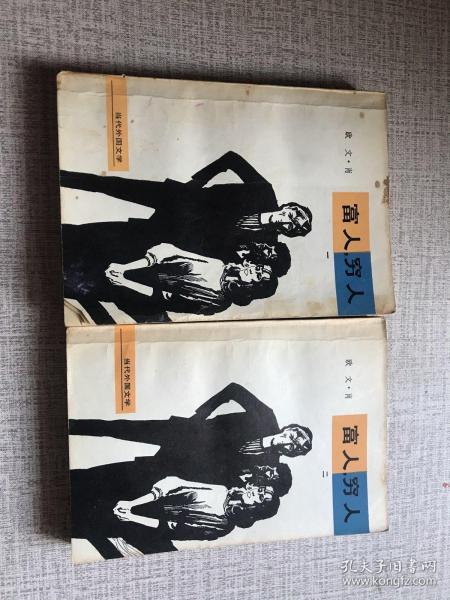 当代外国文学
欧文·肖
富人,穷人
一
当代外国文学
欧文·肖
富人,穷人
二
孔夫子旧书网
www.kongfz.com